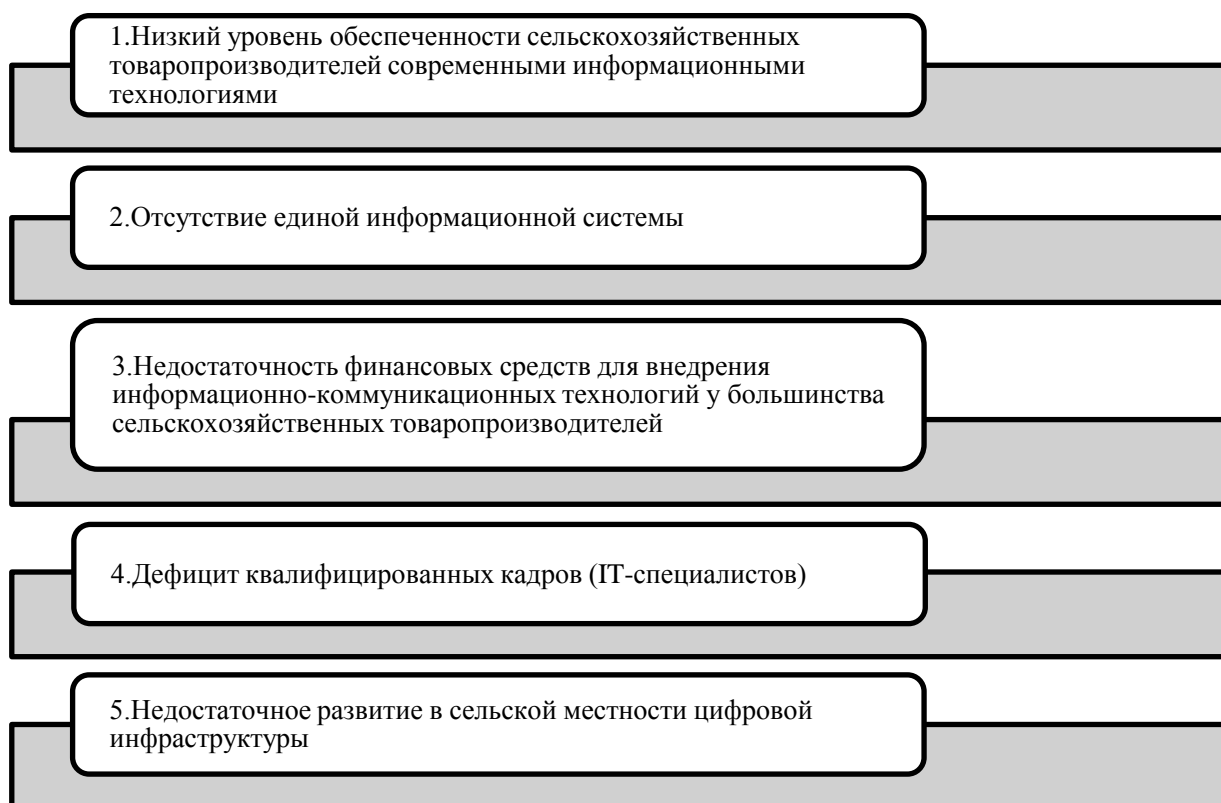 1.Низкий уровень обеспеченности сельскохозяйственных
товаропроизводителей современными информационными
технологиями
2.Отсутствие единой информационной системы
3.Недостаточность финансовых средств для внедрения
информационно-коммуникационных технологий у большинства
сельскохозяйственных товаропроизводителей
4.Дефицит квалифицированных кадров (IT-специалистов)
5.Недостаточное развитие в сельской местности цифровой
инфраструктуры